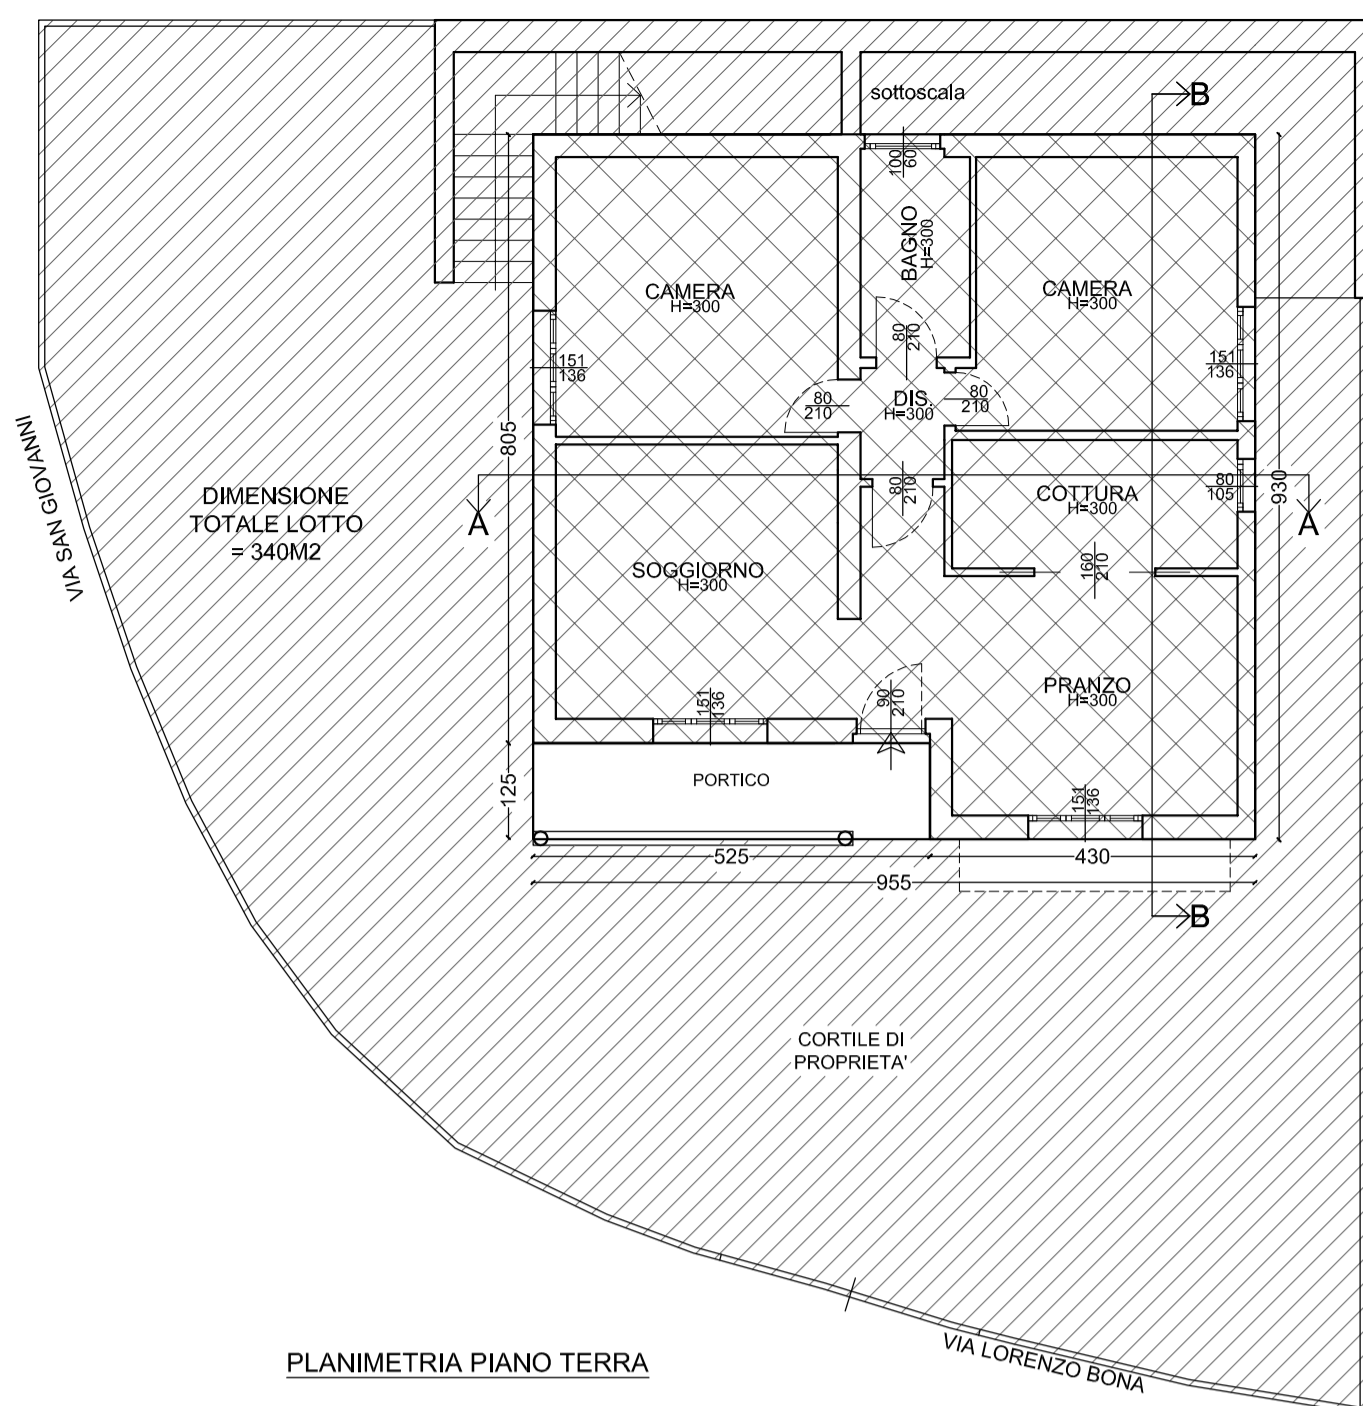 sottoscala
B
100
60
BAGNO
H=300
CAMERA
H=300
CAMERA
H=300
80
210
151
136
151
136
80
210
DIS.
H=300
80
210
VIA SAN GIOVANNI
805
930
DIMENSIONE
TOTALE LOTTO
= 340M2
A
80
210
COTTURA
H=300
80
105
A
SOGGIORNO
H=300
160
210
PRANZO
H=300
151
136
90
210
125
PORTICO
151
136
525
430
955
B
CORTILE DI
PROPRIETA'
VIA LORENZO BONA
PLANIMETRIA PIANO TERRA